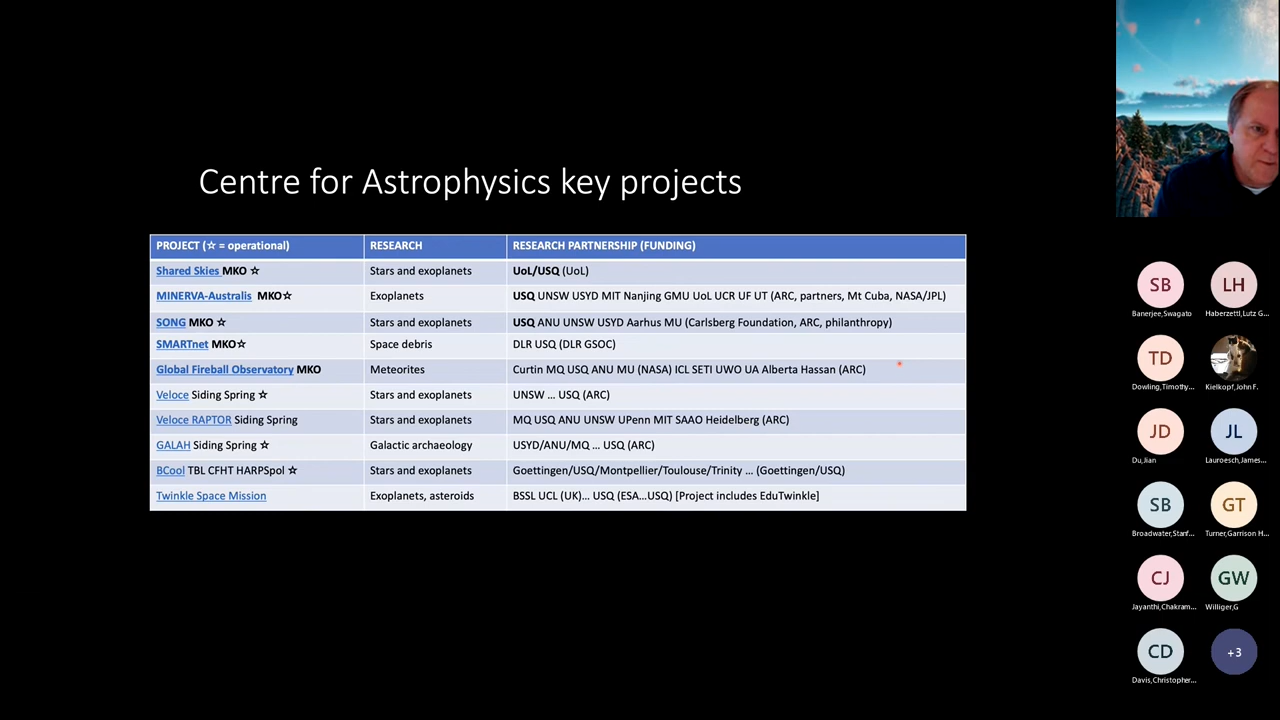 Centre for Astrophysics key projects
PROJECT (☆ = operational) RESEARCH RESEARCH PARTNERSHIP (FUNDING)
Shared Skies MKO ☆ Stars and exoplanets UoL/USQ (UoL)
MINERVA-Australis MKO☆ Exoplanets USQ UNSW USYD MIT Nanjing GMU UoL UCR UF UT (ARC, partners, Mt Cuba, NASA/JPL)
SONG MKO ☆ Stars and exoplanets USQ ANU UNSW USYD Aarhus MU (Carlsberg Foundation, ARC, philanthropy)
SMARTnet MKO☆ Space debris DLR USQ (DLR GSOC)
Global Fireball Observatory MKO Meteorites Curtin MQ USQ ANU MU (NASA) ICL SETI UWO UA Alberta Hassan (ARC)
Veloce Siding Spring ☆ Stars and exoplanets UNSW … USQ (ARC)
Veloce RAPTOR Siding Spring Stars and exoplanets MQ USQ ANU UNSW UPenn MIT SAAO Heidelberg (ARC)
GALAH Siding Spring ☆ Galactic archaeology USYD/ANU/MQ … USQ (ARC)
BCool TBL CFHT HARPSpol ☆ Stars and exoplanets Goettingen/USQ/Montpellier/Toulouse/Trinity … (Goettingen/USQ)
Twinkle Space Mission Exoplanets, asteroids BSSL UCL (UK)… USQ (ESA…USQ) [Project includes EduTwinkle]
SB LH
Banerjee,Swagato Haberzettl,Lutz G...
TD
Dowling,Timothy... Kielkopf,John F.
JD JL
Du,Jian Lauroesch,James...
SB GT
Broadwater,Stanf... Turner,Garrison H...
CJ GW
Jayanthi,Chakram... Williger,G
CD +3
Davis,Christopher...